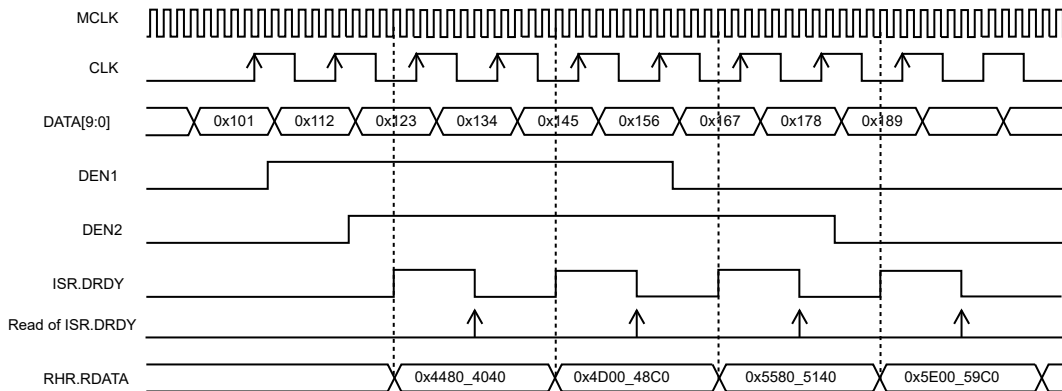 MCLK
CLK
DATA[9:0] 0x101 0x112 0x123 0x134 0x145 0x156 0x167 0x178 0x189
DEN1
DEN2
ISR.DRDY
Read of ISR.DRDY
RHR.RDATA 0x4480_4040 0x4D00_48C0 0x5580_5140 0x5E00_59C0